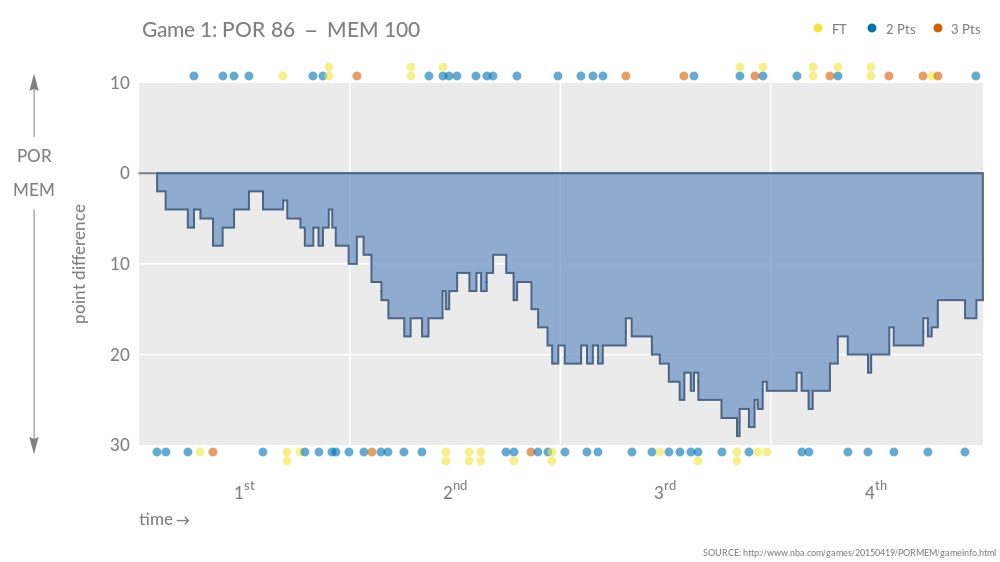 Game 1: POR 86 – MEM 100
FT
2 Pts
3 Pts
POR
MEM
point difference
10
0
10
20
30
1st
2nd
3rd
4th
time→
SOURCE: http://www.nba.com/games/20150419/PORMEM/gameinfo.html